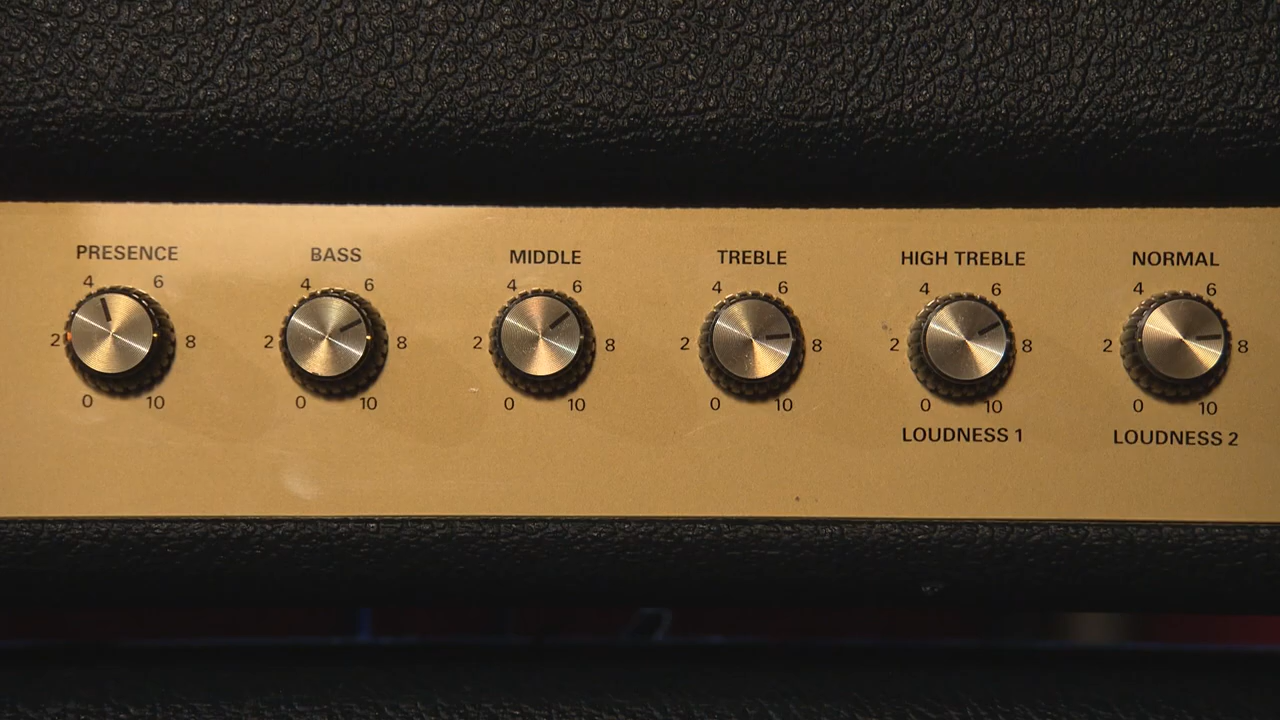 PRESENCE BASS MIDDLE TREBLE HIGH TREBLE NORMAL
4 6 4 6 4 6 4 6 4 6 4 6
2 8 2 8 2 8 2 8 2 8 2 8
0 10 0 10 0 10 0 10 0 10 0 10
LOUDNESS 1 LOUDNESS 2